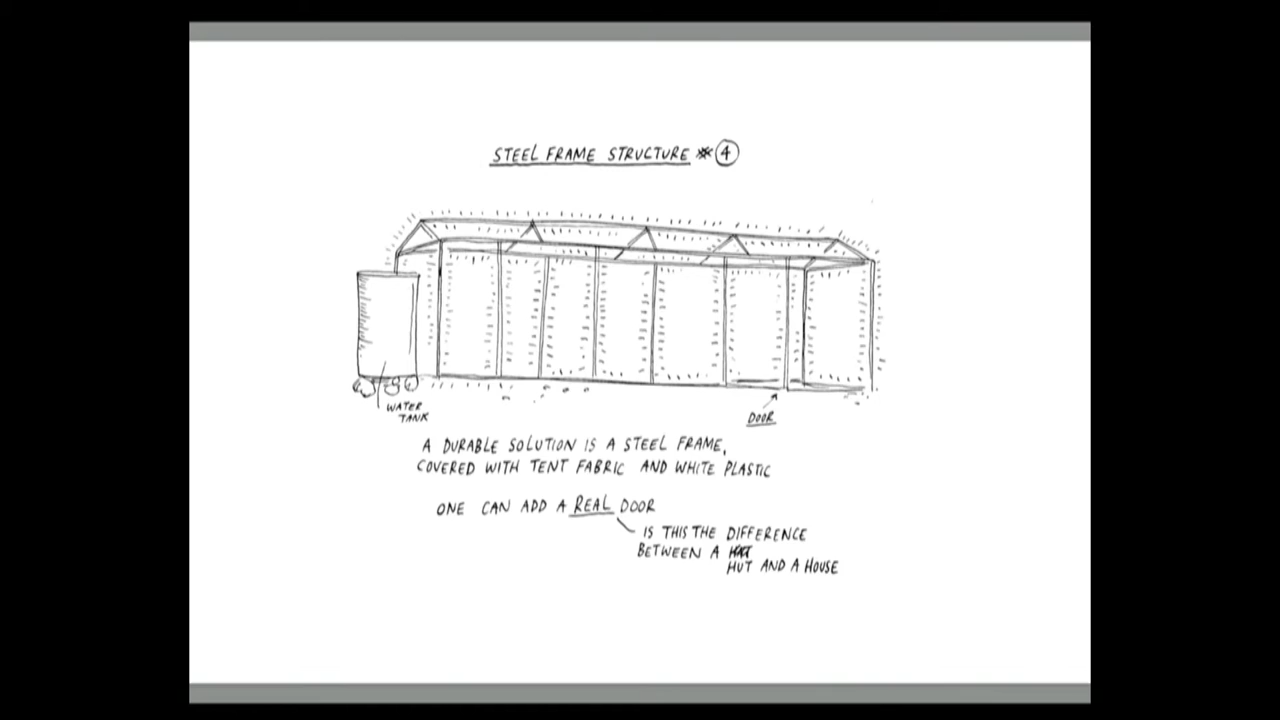 STEEL FRAME STRUCTURE 4
WATER
TANK
DOOR
A DURABLE SOLUTION IS A STEEL FRAME,
COVERED WITH TENT FABRIC AND WHITE PLASTIC
ONE CAN ADD A REAL DOOR
IS THIS THE DIFFERENCE
BETWEEN A
HUT AND A HOUSE